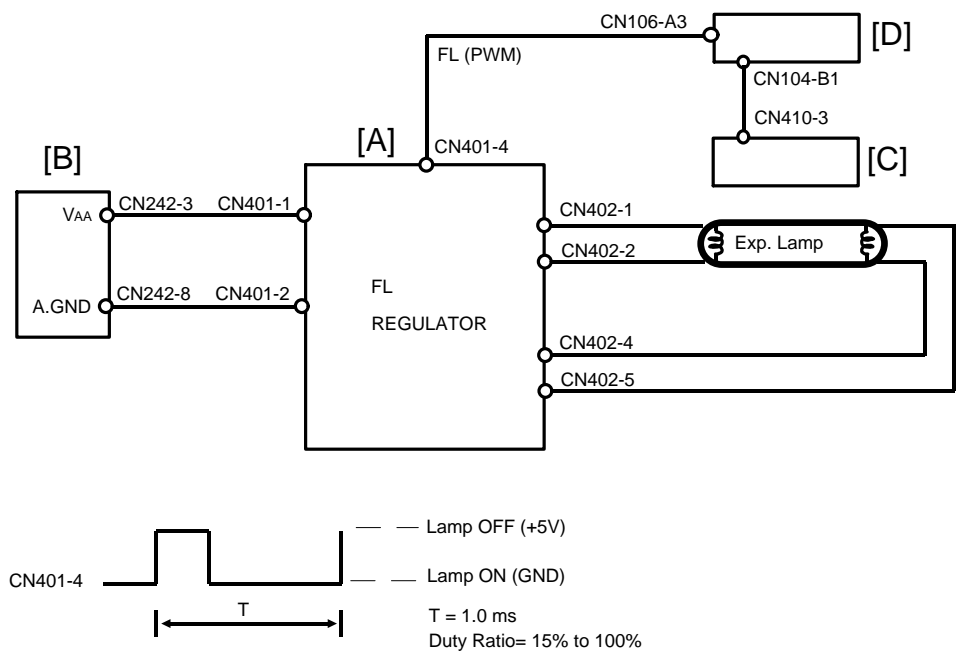 CN106-A3
[D]
FL (PWM)
CN104-B1
CN410-3
[A]
CN401-4
[B]
[C]
VAA
CN242-3
CN401-1
CN402-1
Exp. Lamp
CN402-2
A.GND
CN242-8
CN401-2
FL
REGULATOR
CN402-4
CN402-5
Lamp OFF (+5V)
CN401-4
Lamp ON (GND)
T
T = 1.0 ms
Duty Ratio= 15% to 100%